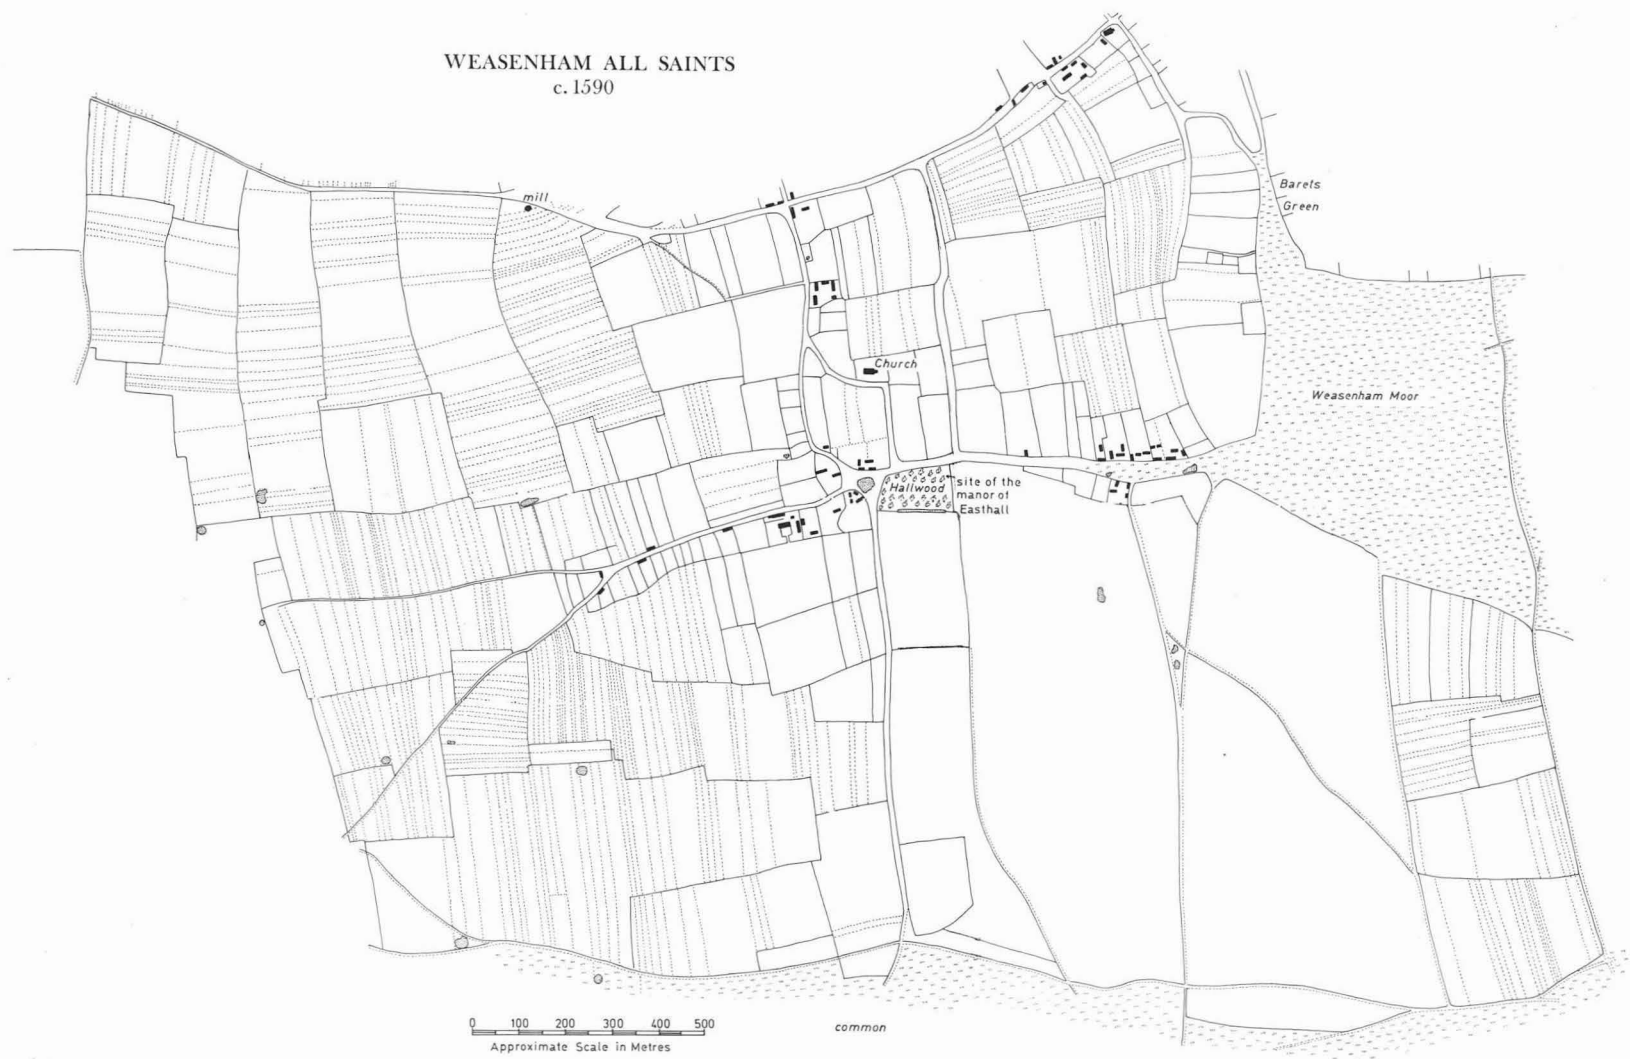 WEASENHAM ALL SAINTS
c. 1590
mill
Barets
Green
Church
Weasenham Moor
Hallwood
site of the
manor of
Easthall
0 100 200 300 400 500
Approximate Scale in Metres
common